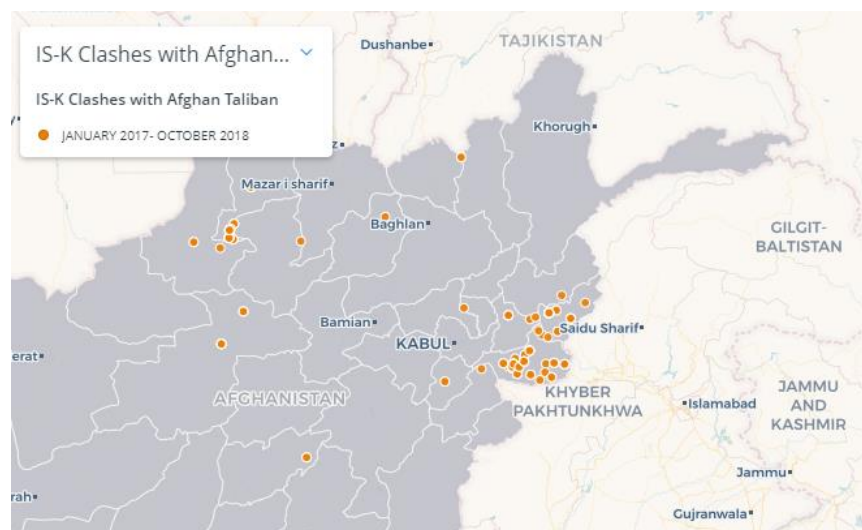 IS-K Clashes with Afghan...
IS-K Clashes with Afghan Taliban
JANUARY 2017- OCTOBER 2018
Dushanbe
TAJIKISTAN
Khorugh
Mazar i sharif
Baghlan
GILGIT-
BALTISTAN
Bamian
KABUL
Saidu Sharif
erat
AFGHANISTAN
KHYBER
PAKHTUNKHWA
Islamabad
JAMMU
AND
KASHMIR
Jammu
rah
Gujranwala